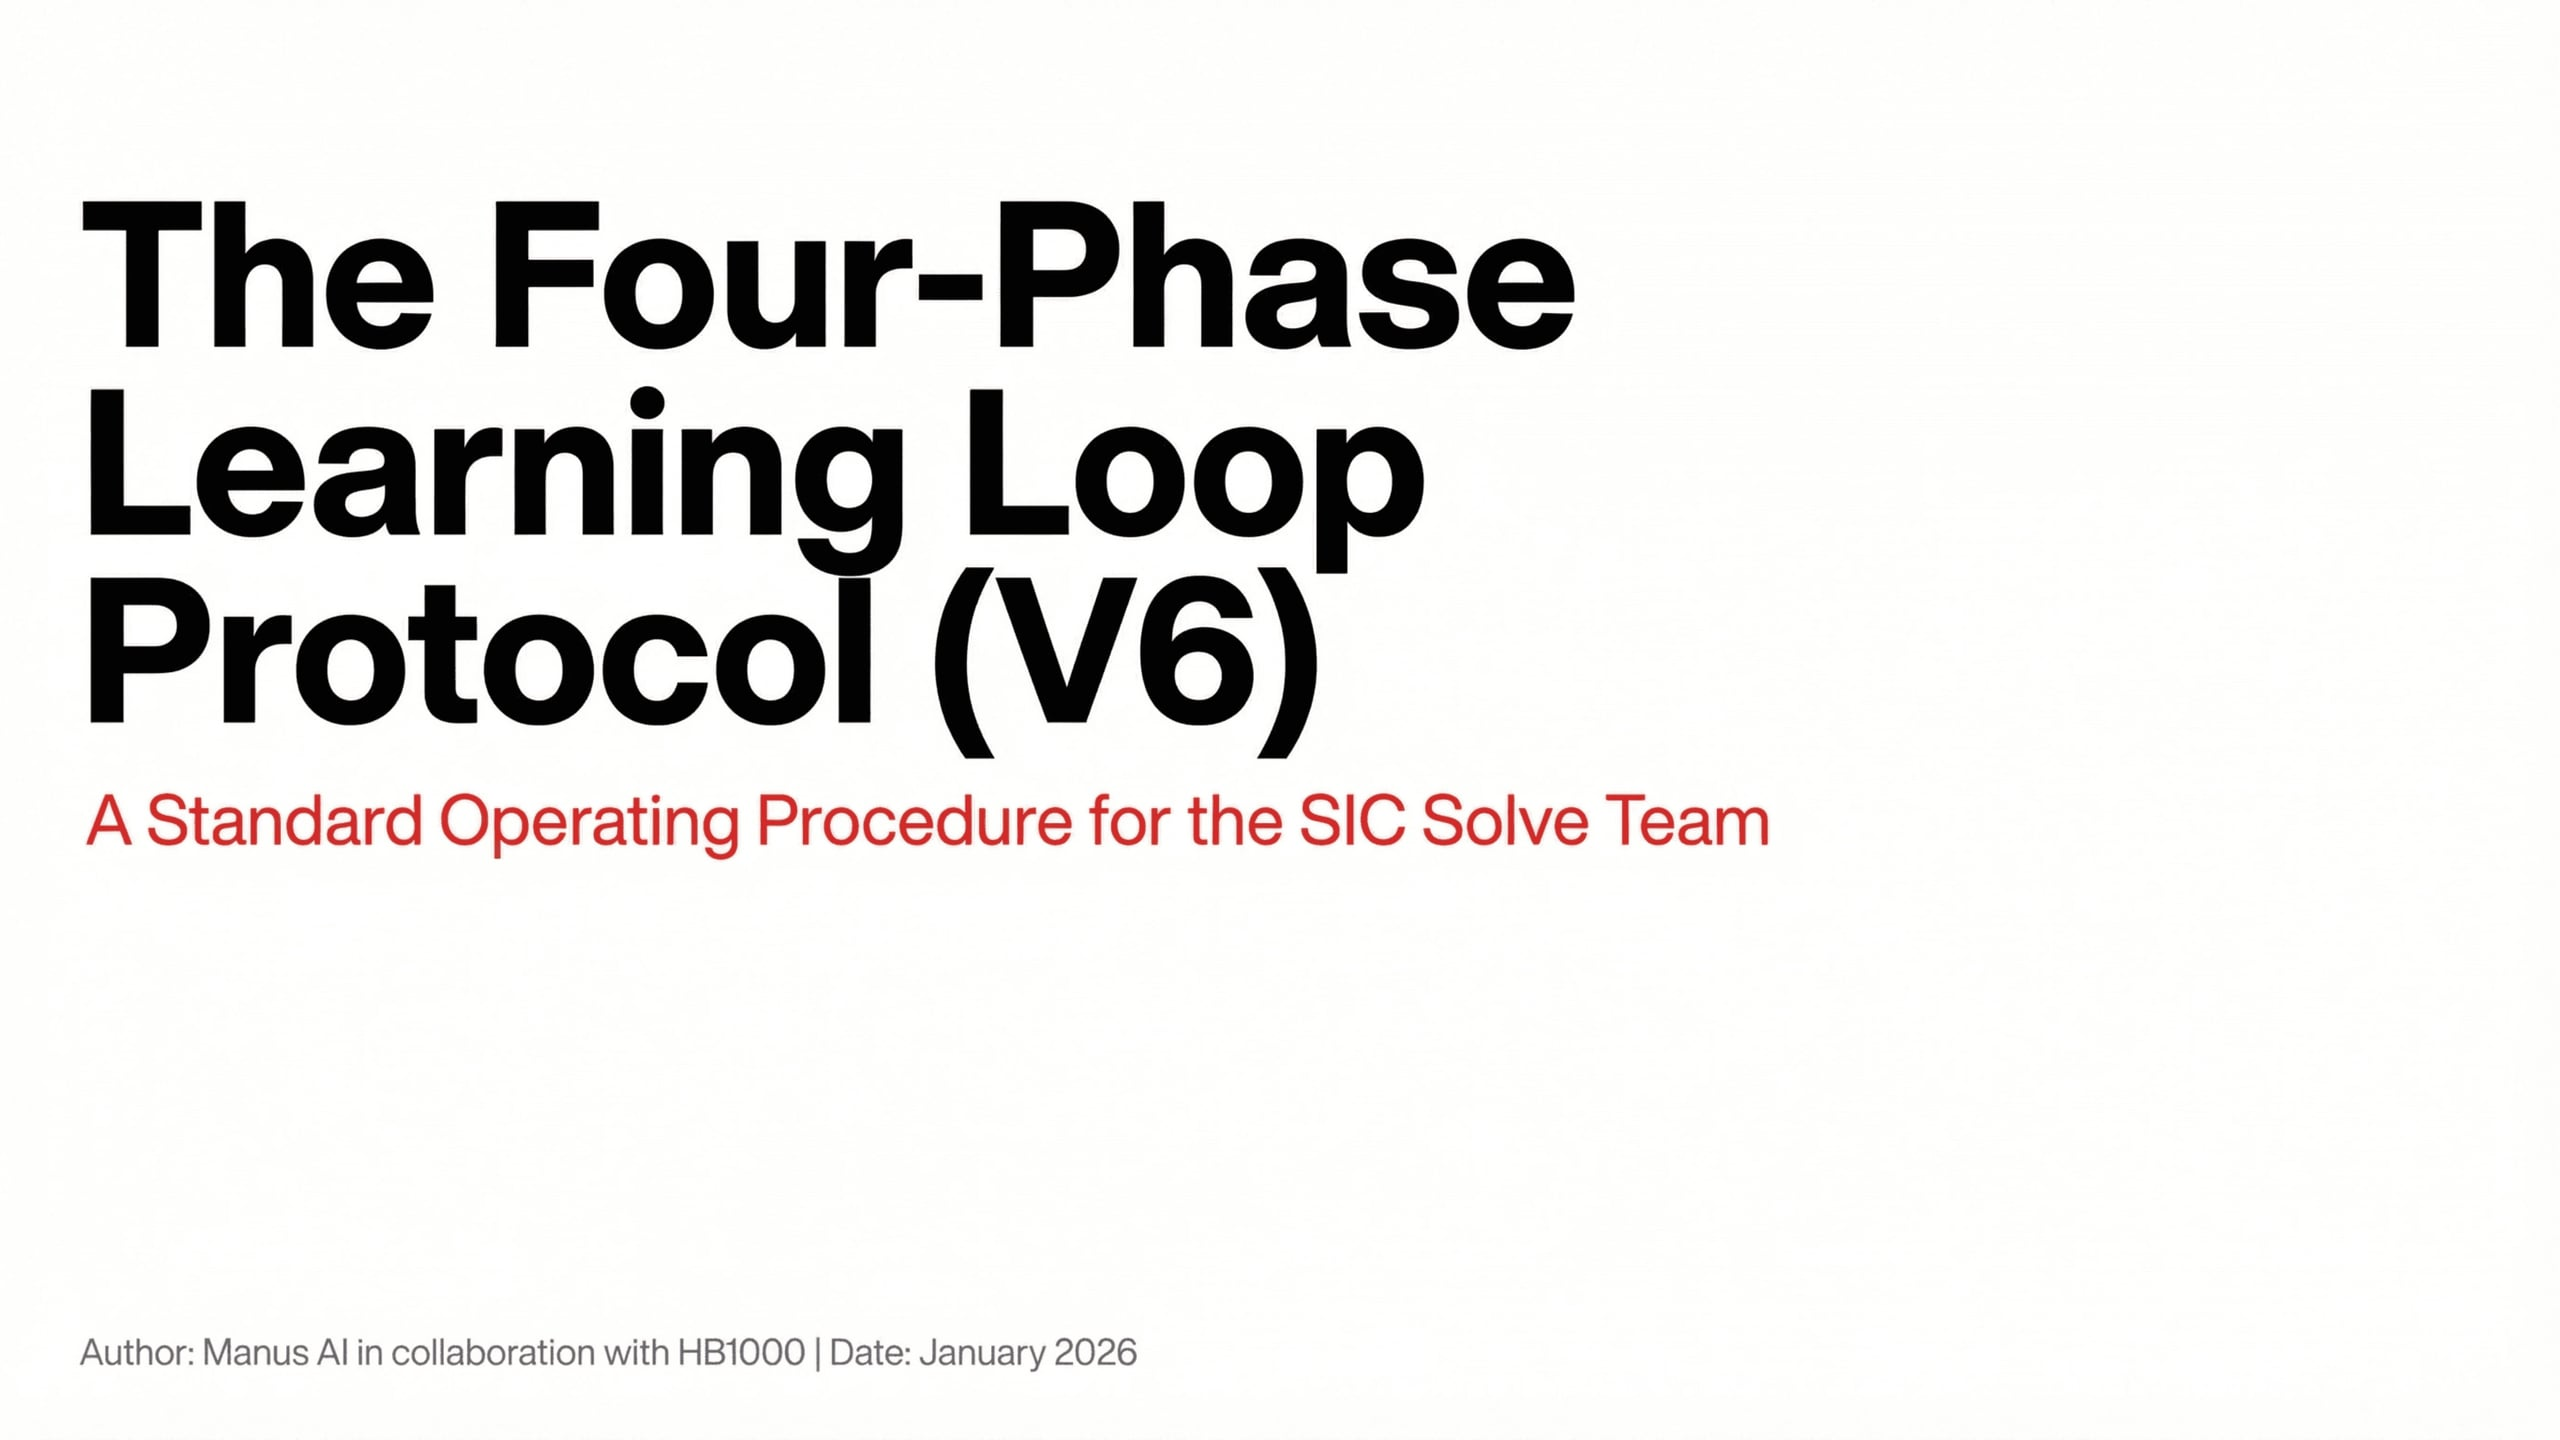 The Four-Phase
Learning Loop
Protocol (V6)
A Standard Operating Procedure for the SIC Solve Team
Author: Manus AI in collaboration with HB1000 | Date: January 2026